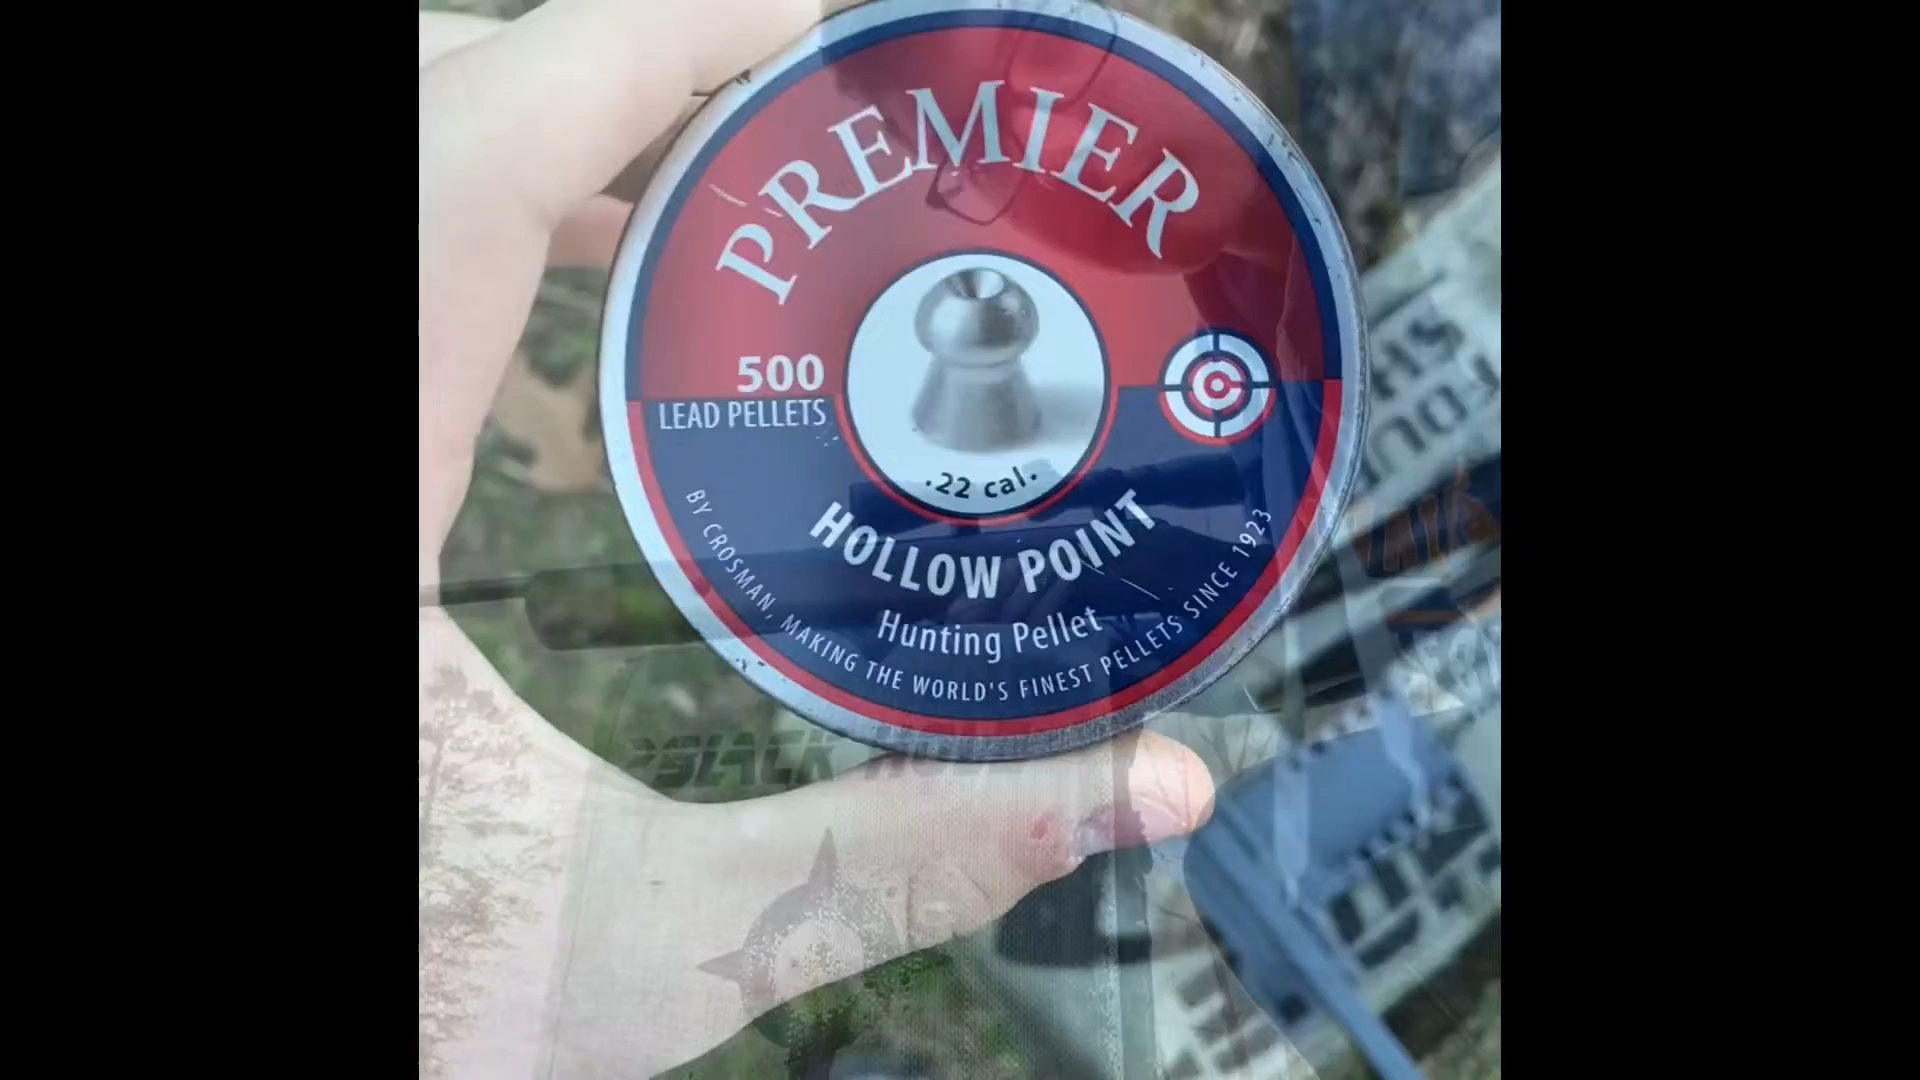 PREMIER
500
LEAD PELLETS
.22 cal.
HOLLOW POINT
Hunting Pellet
BY CROSMAN, MAKING THE WORLD'S FINEST PELLETS SINCE 1923
BLACK